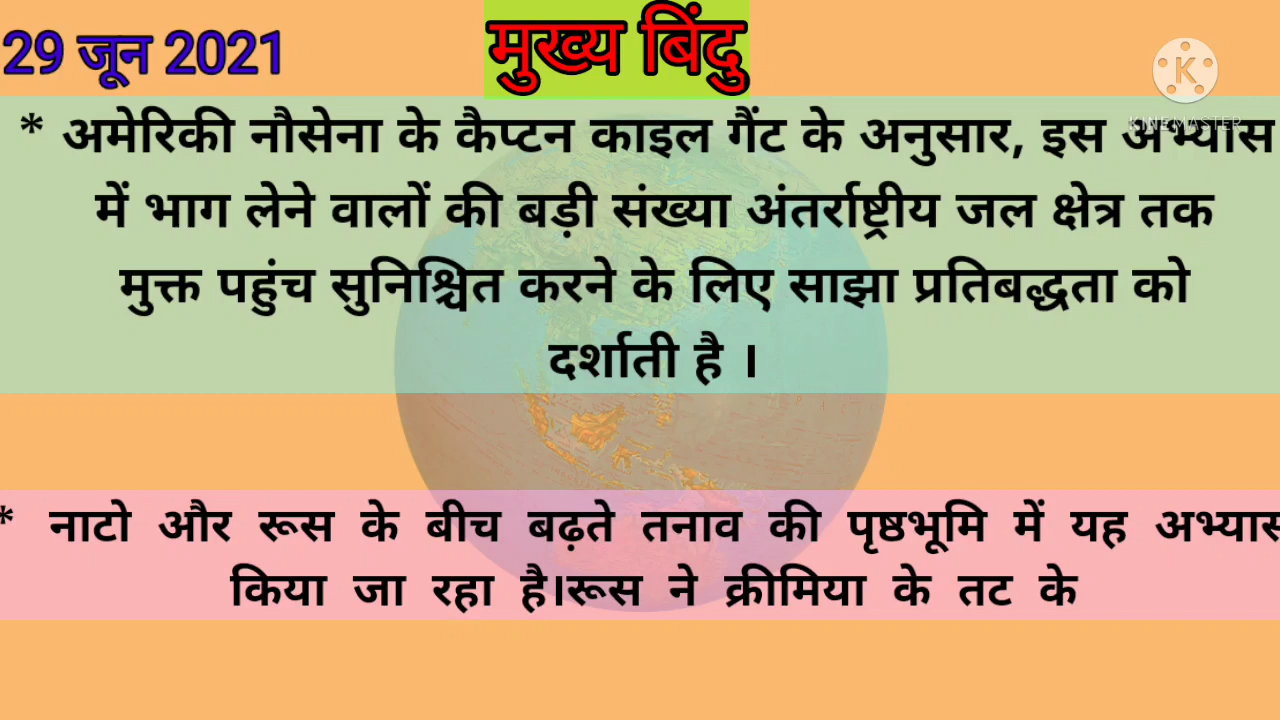 29 जून 2021
मुख्य बिंदु
K
KINEMASTER
* अमेरिकी नौसेना के कैप्टन काइल गैंट के अनुसार, इस अभ्यास
में भाग लेने वालों की बड़ी संख्या अंतर्राष्ट्रीय जल क्षेत्र तक
मुक्त पहुंच सुनिश्चित करने के लिए साझा प्रतिबद्धता को
दर्शाती है ।
* नाटो और रूस के बीच बढ़ते तनाव की पृष्ठभूमि में यह अभ्यास
किया जा रहा है।रूस ने क्रीमिया के तट के